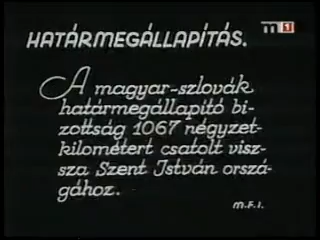 m1
HATÁRMEGÁLLAPÍTÁS.
A magyar-szlovák
határmegállapító bi-
zottság 1067 négyzet-
kilométert csatolt visz-
sza Szent István orszá-
gához.
M.F.I.